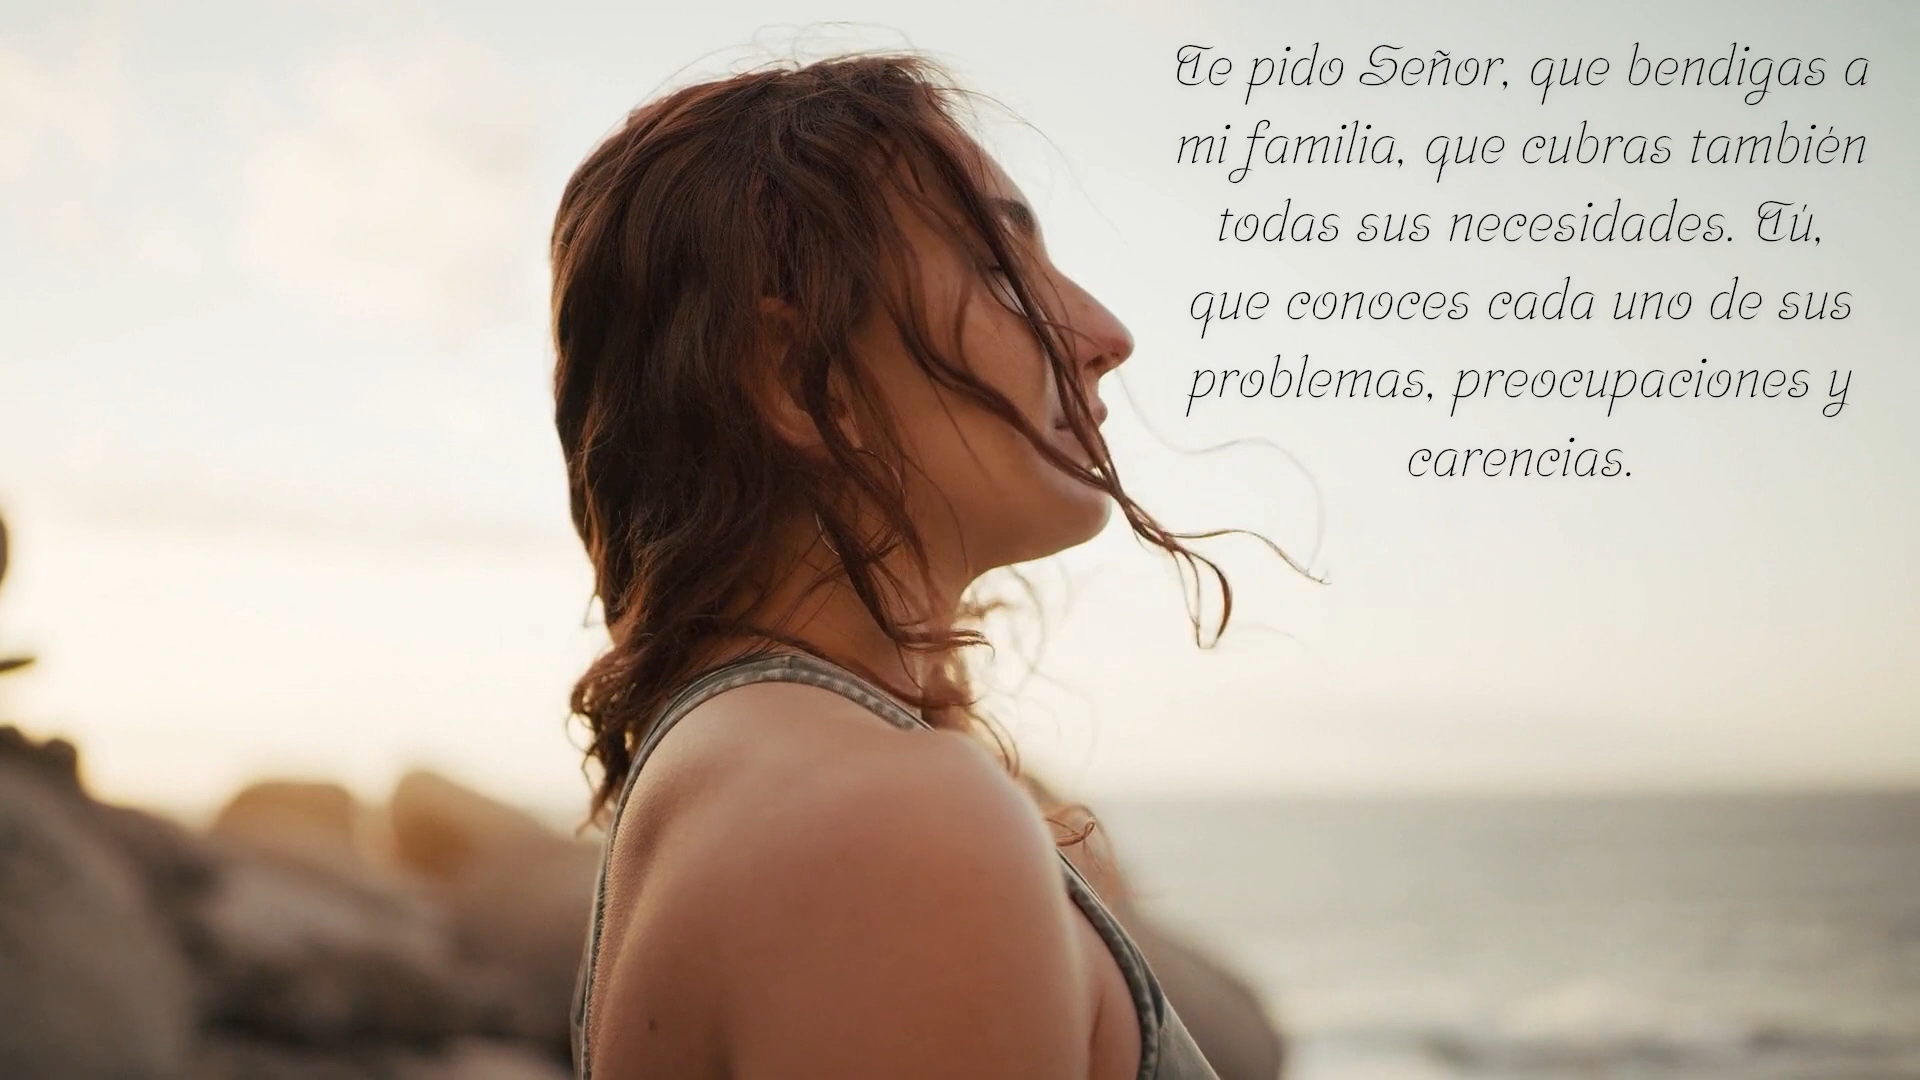 Te pido Señor, que bendigas a
mi familia, que cubras también
todas sus necesidades. Tú,
que conoces cada uno de sus
problemas, preocupaciones y
carencias.